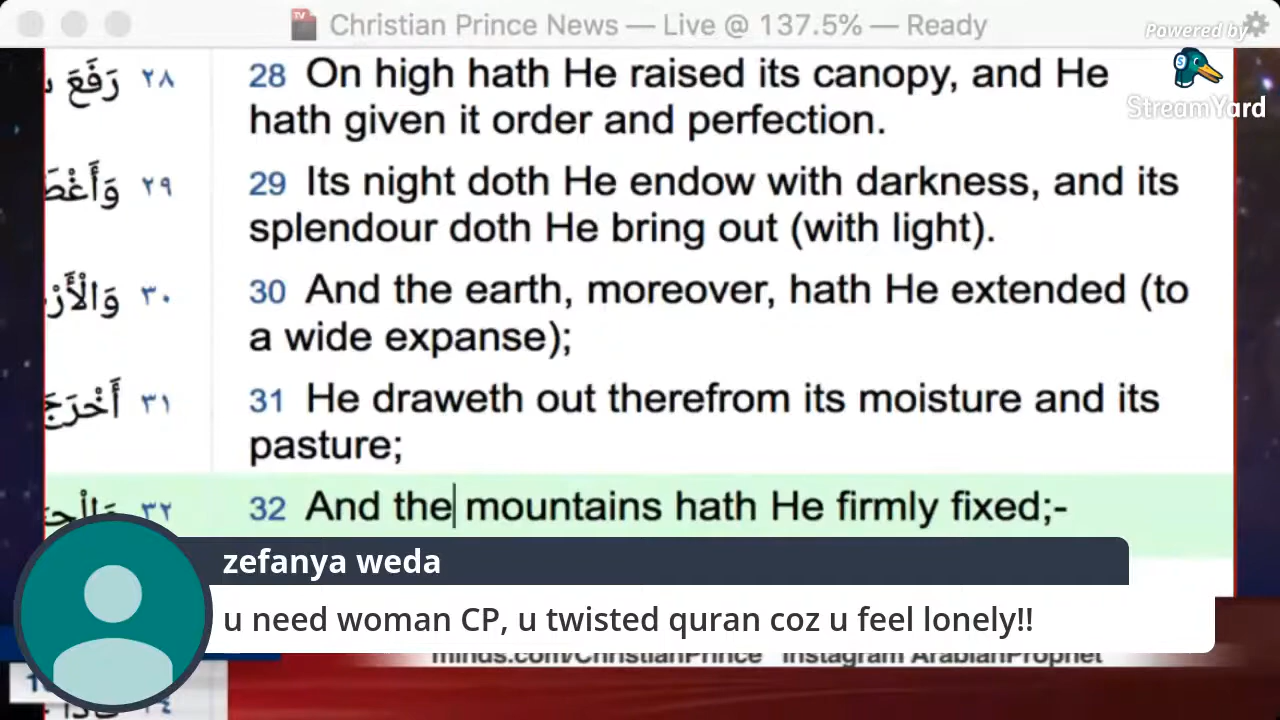 Christian Prince News — Live @ 137.5% — Ready
Powered by
StreamYard
٢٨ رَفَعَ
28 On high hath He raised its canopy, and He
hath given it order and perfection.
٢٩
29 Its night doth He endow with darkness, and its
splendour doth He bring out (with light).
٣٠
30 And the earth, moreover, hath He extended (to
a wide expanse);
٣١
31 He draweth out therefrom its moisture and its
pasture;
٣٢
32 And the mountains hath He firmly fixed;-
zefanya weda
u need woman CP, u twisted quran coz u feel lonely!!
minds.com/ChristianPrince Instagram ArabianProphet